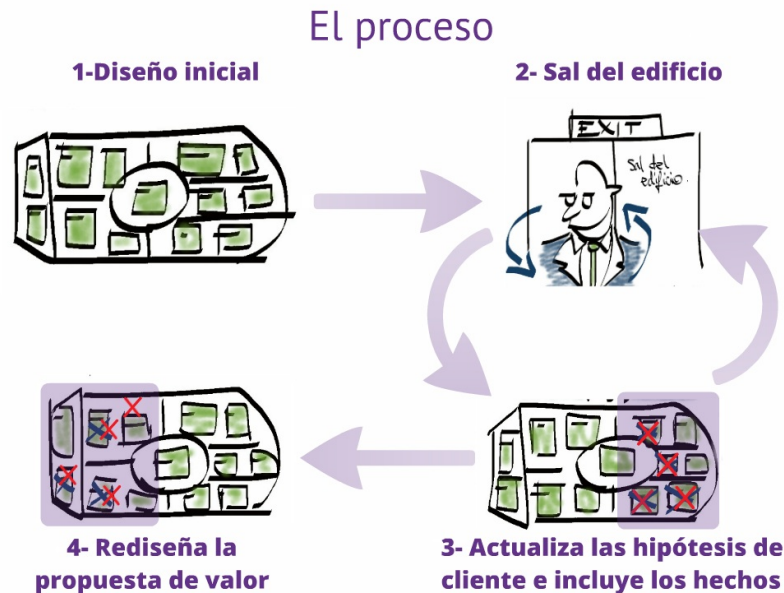 El proceso
1-Diseño inicial
2- Sal del edificio
EXIT
Sal del
edificio.
4- Rediseña la
propuesta de valor
3- Actualiza las hipótesis de
cliente e incluye los hechos